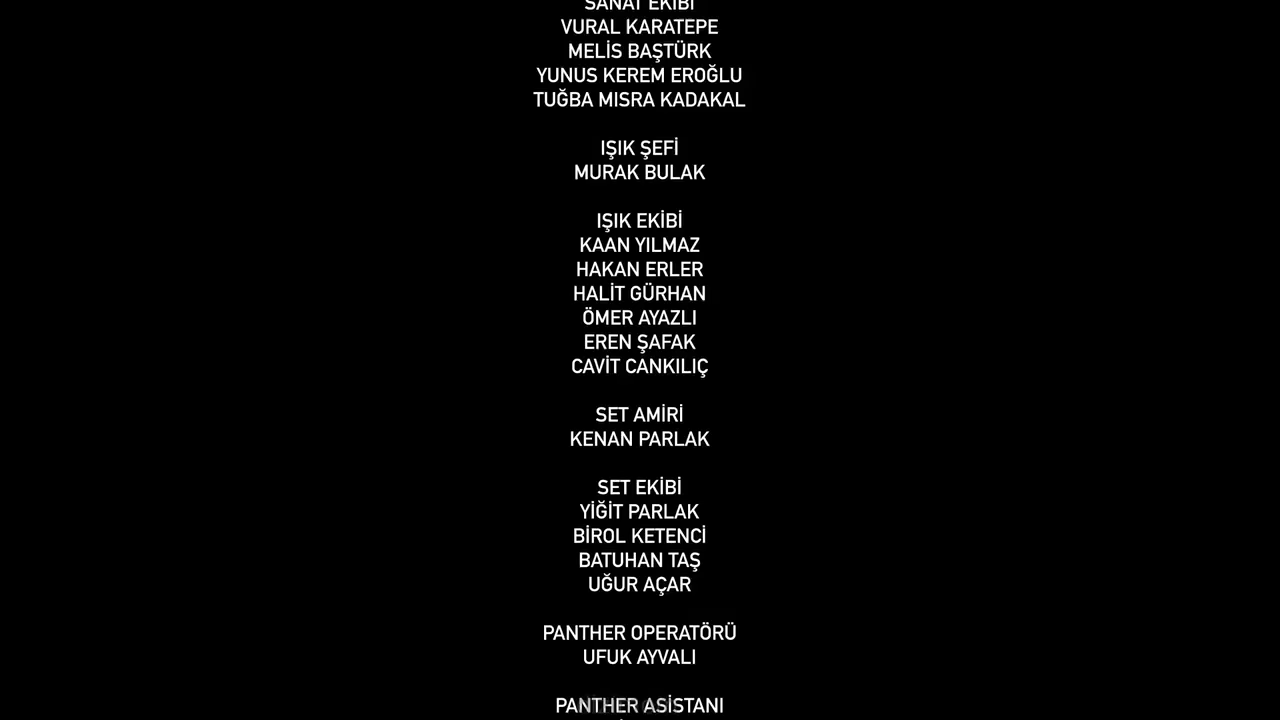 SANAT EKİBİ
VURAL KARATEPE
MELİS BAŞTÜRK
YUNUS KEREM EROĞLU
TUĞBA MISRA KADAKAL
IŞIK ŞEFİ
MURAK BULAK
IŞIK EKİBİ
KAAN YILMAZ
HAKAN ERLER
HALİT GÜRHAN
ÖMER AYAZLI
EREN ŞAFAK
CAVİT CANKILIÇ
SET AMİRİ
KENAN PARLAK
SET EKİBİ
YİĞİT PARLAK
BİROL KETENCİ
BATUHAN TAŞ
UĞUR AÇAR
PANTHER OPERATÖRÜ
UFUK AYVALI
PANTHER ASİSTANI